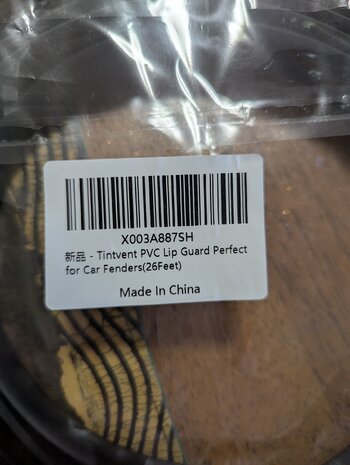 X003A887SH
新品 - Tintvent PVC Lip Guard Perfect
for Car Fenders(26Feet)
Made In China